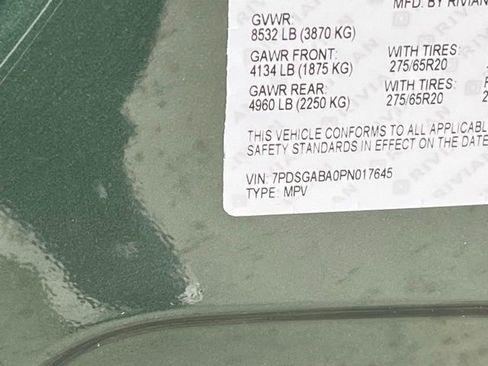 MFD. BY RIVIAN
GVWR:
8532 LB (3870 KG)
GAWR FRONT: WITH TIRES:
4134 LB (1875 KG) 275/65R20
GAWR REAR: WITH TIRES:
4960 LB (2250 KG) 275/65R20
THIS VEHICLE CONFORMS TO ALL APPLICABL
SAFETY STANDARDS IN EFFECT ON THE DATE
VIN: 7PDSGABA0PN017645
TYPE: MPV